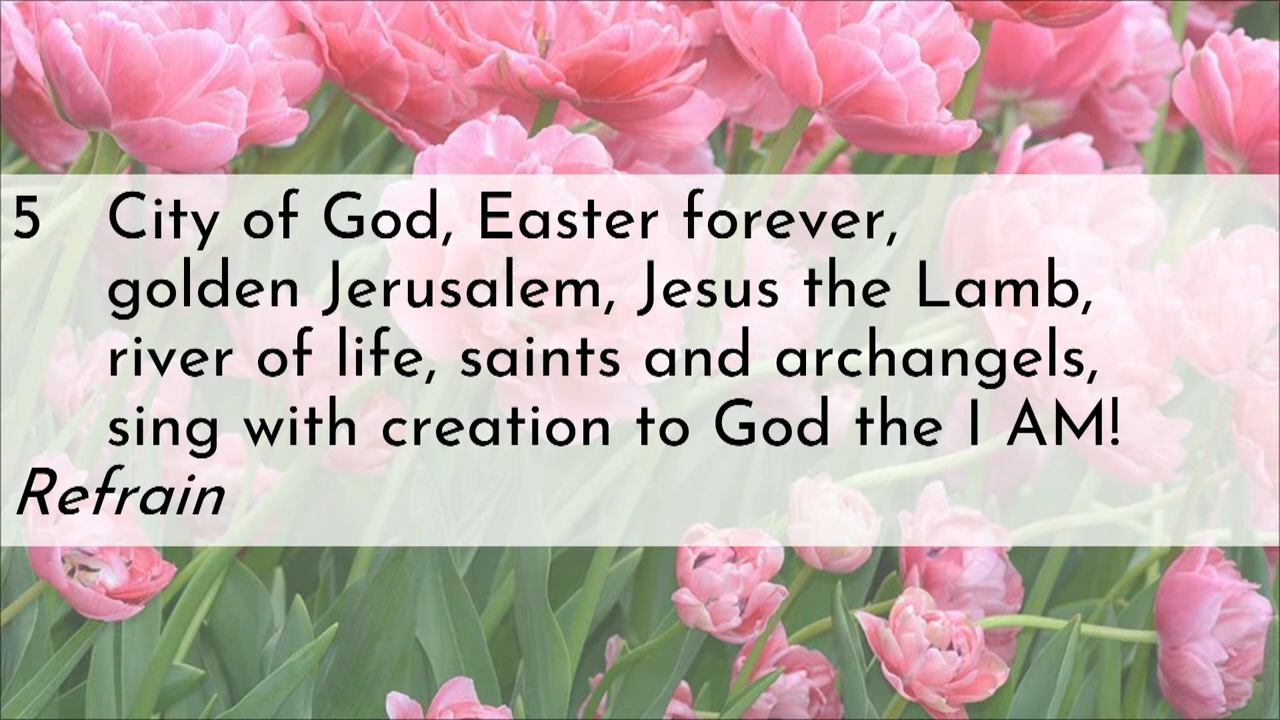 5 City of God, Easter forever,
golden Jerusalem, Jesus the Lamb,
river of life, saints and archangels,
sing with creation to God the I AM!
Refrain